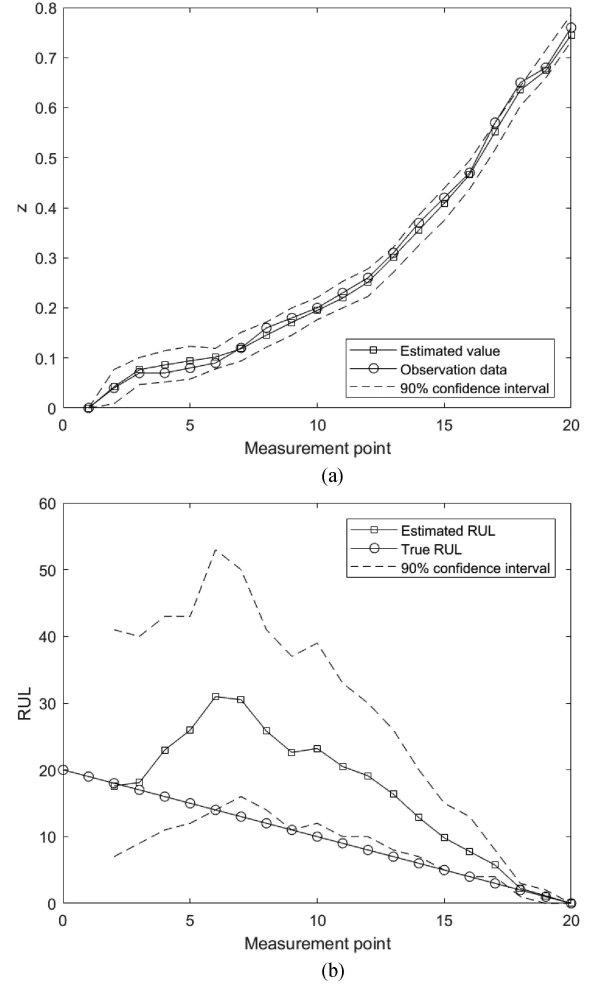 0.8
0.7
0.6
0.5
0.4
0.3
0.2
0.1
0
z
Estimated value
Observation data
90% confidence interval
0 5 10 15 20
Measurement point
(a)
60
50
40
30
20
10
0
RUL
Estimated RUL
True RUL
90% confidence interval
0 5 10 15 20
Measurement point
(b)